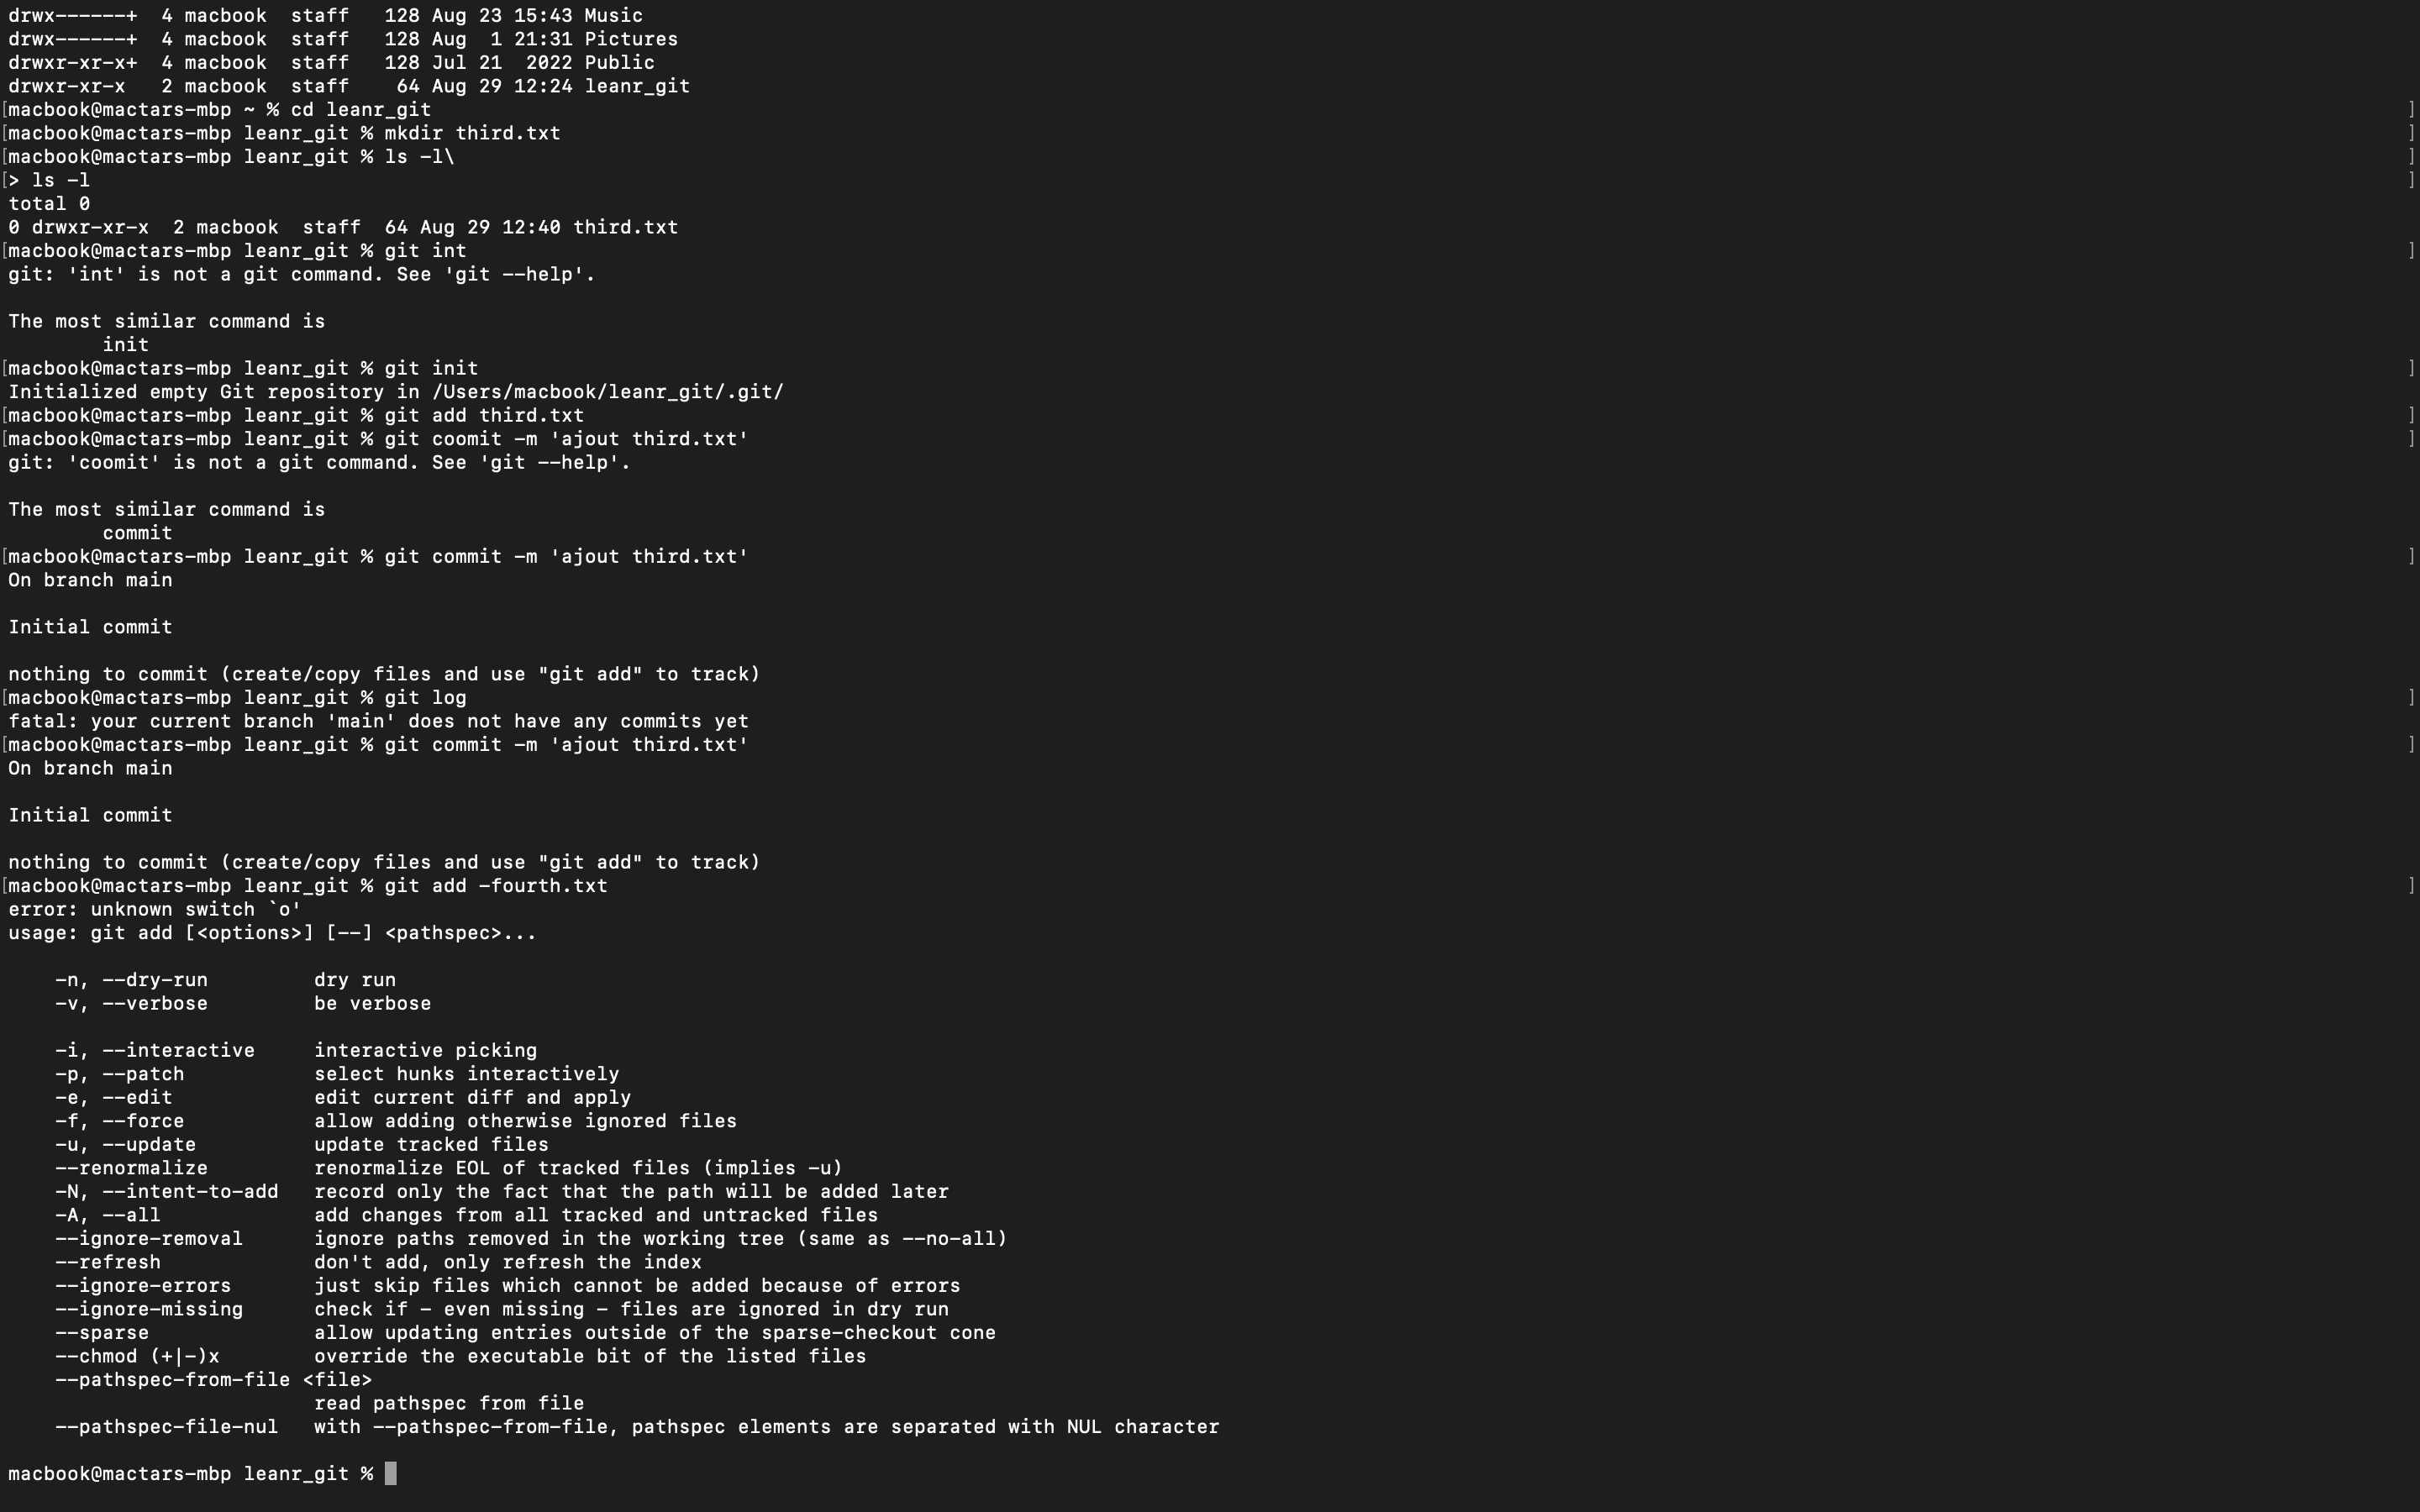 drwx------+  4 macbook  staff   128 Aug 23 15:43 Music
drwx------+  4 macbook  staff   128 Aug  1 21:31 Pictures
drwxr-xr-x+  4 macbook  staff   128 Jul 21  2022 Public
drwxr-xr-x   2 macbook  staff    64 Aug 29 12:24 leanr_git
[macbook@mactars-mbp ~ % cd leanr_git ]
[macbook@mactars-mbp leanr_git % mkdir third.txt ]
[macbook@mactars-mbp leanr_git % ls -l\ ]
[> ls -l ]
total 0
0 drwxr-xr-x  2 macbook  staff  64 Aug 29 12:40 third.txt
[macbook@mactars-mbp leanr_git % git int ]
git: 'int' is not a git command. See 'git --help'.

The most similar command is
        init
[macbook@mactars-mbp leanr_git % git init ]
Initialized empty Git repository in /Users/macbook/leanr_git/.git/
[macbook@mactars-mbp leanr_git % git add third.txt ]
[macbook@mactars-mbp leanr_git % git coomit -m 'ajout third.txt' ]
git: 'coomit' is not a git command. See 'git --help'.

The most similar command is
        commit
[macbook@mactars-mbp leanr_git % git commit -m 'ajout third.txt' ]
On branch main

Initial commit

nothing to commit (create/copy files and use "git add" to track)
[macbook@mactars-mbp leanr_git % git log ]
fatal: your current branch 'main' does not have any commits yet
[macbook@mactars-mbp leanr_git % git commit -m 'ajout third.txt' ]
On branch main

Initial commit

nothing to commit (create/copy files and use "git add" to track)
[macbook@mactars-mbp leanr_git % git add -fourth.txt ]
error: unknown switch `o'
usage: git add [<options>] [--] <pathspec>...

    -n, --dry-run         dry run
    -v, --verbose         be verbose

    -i, --interactive     interactive picking
    -p, --patch           select hunks interactively
    -e, --edit            edit current diff and apply
    -f, --force           allow adding otherwise ignored files
    -u, --update          update tracked files
    --renormalize         renormalize EOL of tracked files (implies -u)
    -N, --intent-to-add   record only the fact that the path will be added later
    -A, --all             add changes from all tracked and untracked files
    --ignore-removal      ignore paths removed in the working tree (same as --no-all)
    --refresh             don't add, only refresh the index
    --ignore-errors       just skip files which cannot be added because of errors
    --ignore-missing      check if - even missing - files are ignored in dry run
    --sparse              allow updating entries outside of the sparse-checkout cone
    --chmod (+|-)x        override the executable bit of the listed files
    --pathspec-from-file <file>
                          read pathspec from file
    --pathspec-file-nul   with --pathspec-from-file, pathspec elements are separated with NUL character

macbook@mactars-mbp leanr_git %